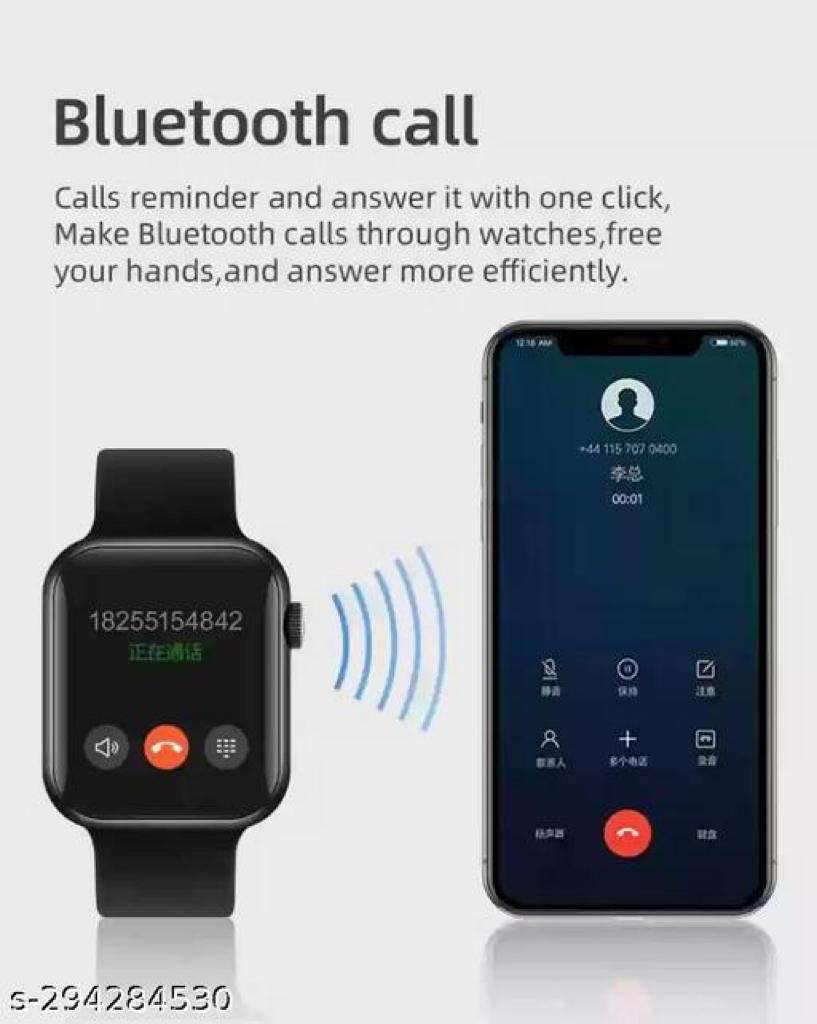 Bluetooth call
Calls reminder and answer it with one click,
Make Bluetooth calls through watches,free
your hands,and answer more efficiently.
12:18 AM
+44 115 707 0400
李总
00:01
18255154842
正在通话
静音 保持 注意
联系人 多个电话 录音
扬声器 键盘
s-294284530